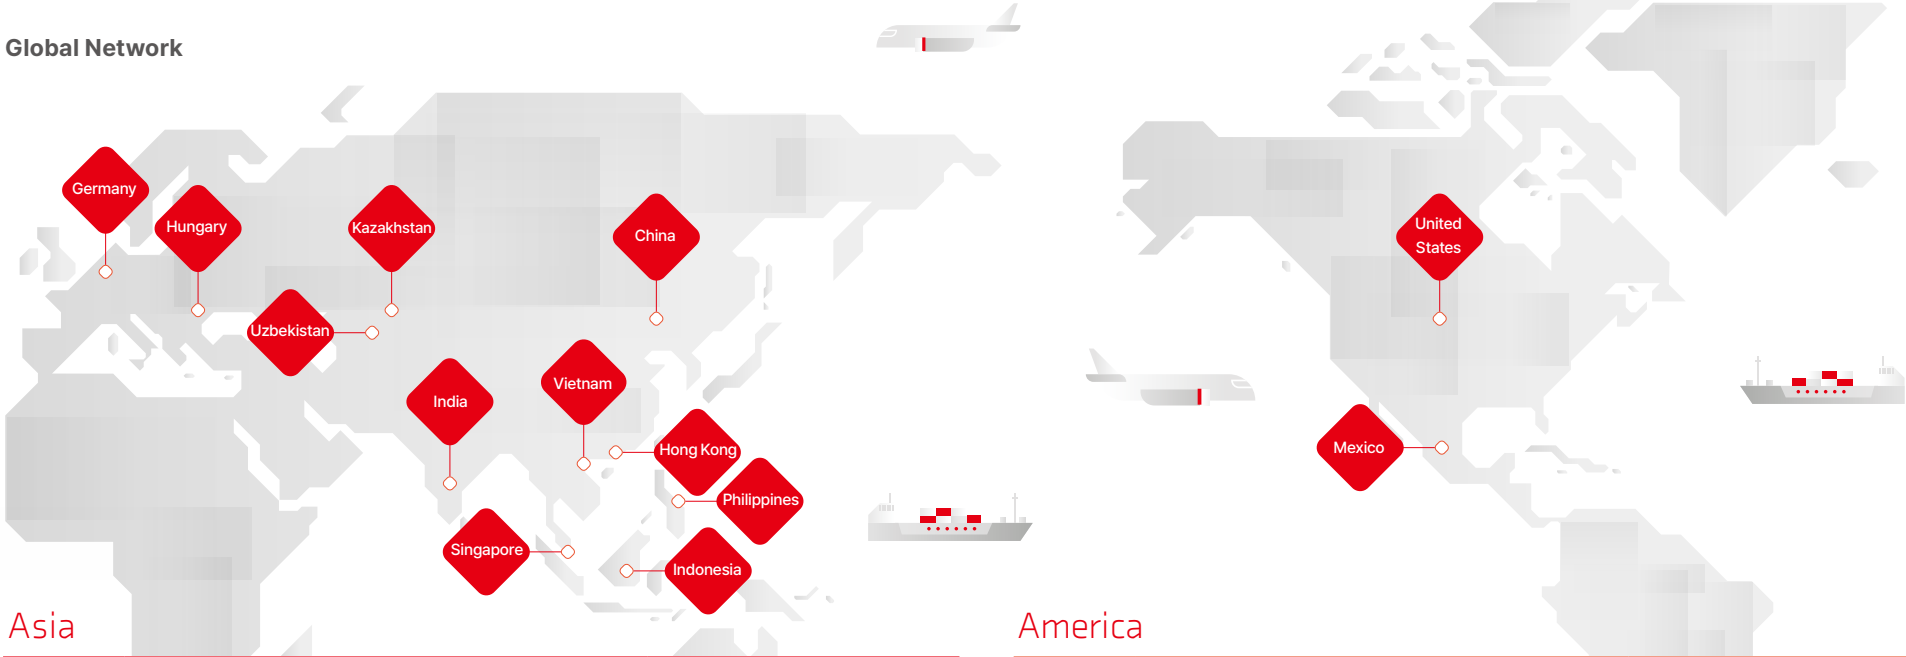 Global Network
Germany
Hungary
Kazakhstan
China
United
States
Uzbekistan
Vietnam
India
Hong Kong
Mexico
Philippines
Singapore
Indonesia
Asia
America